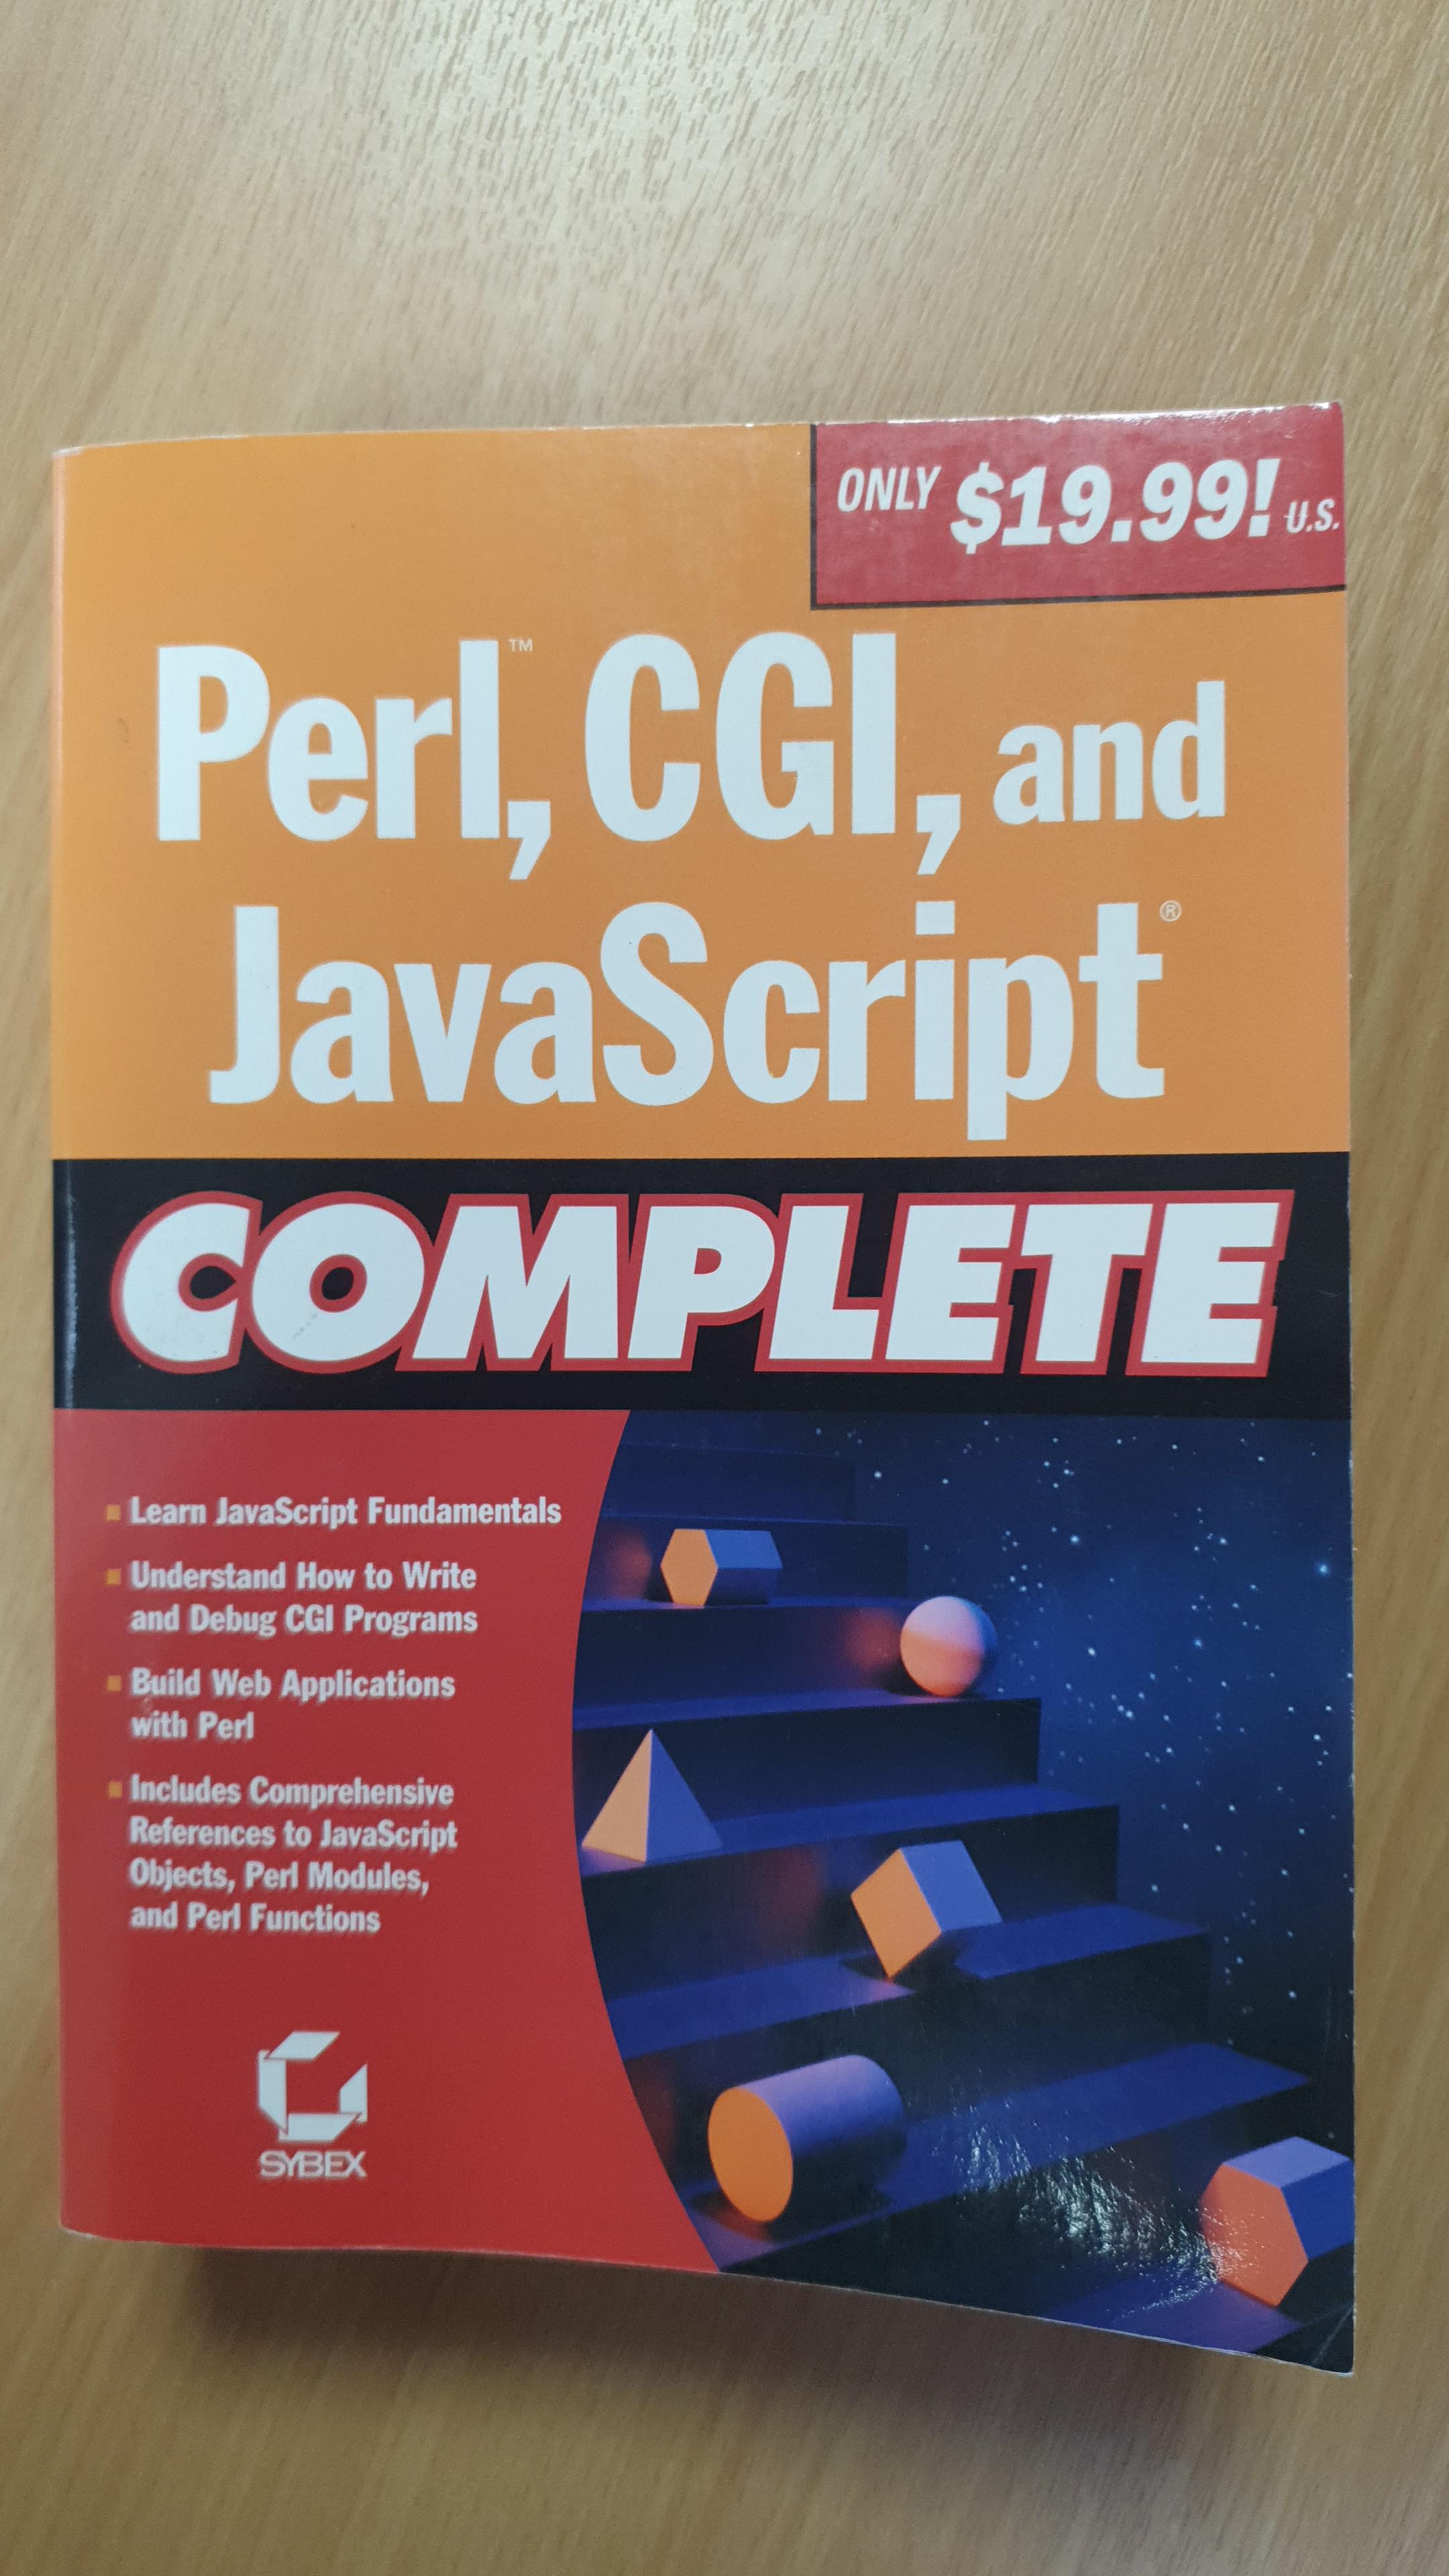 ONLY $19.99! U.S.
Perl™, CGI, and
JavaScript®
COMPLETE
▪ Learn JavaScript Fundamentals
▪ Understand How to Write
and Debug CGI Programs
▪ Build Web Applications
with Perl
▪ Includes Comprehensive
References to JavaScript
Objects, Perl Modules,
and Perl Functions
SYBEX